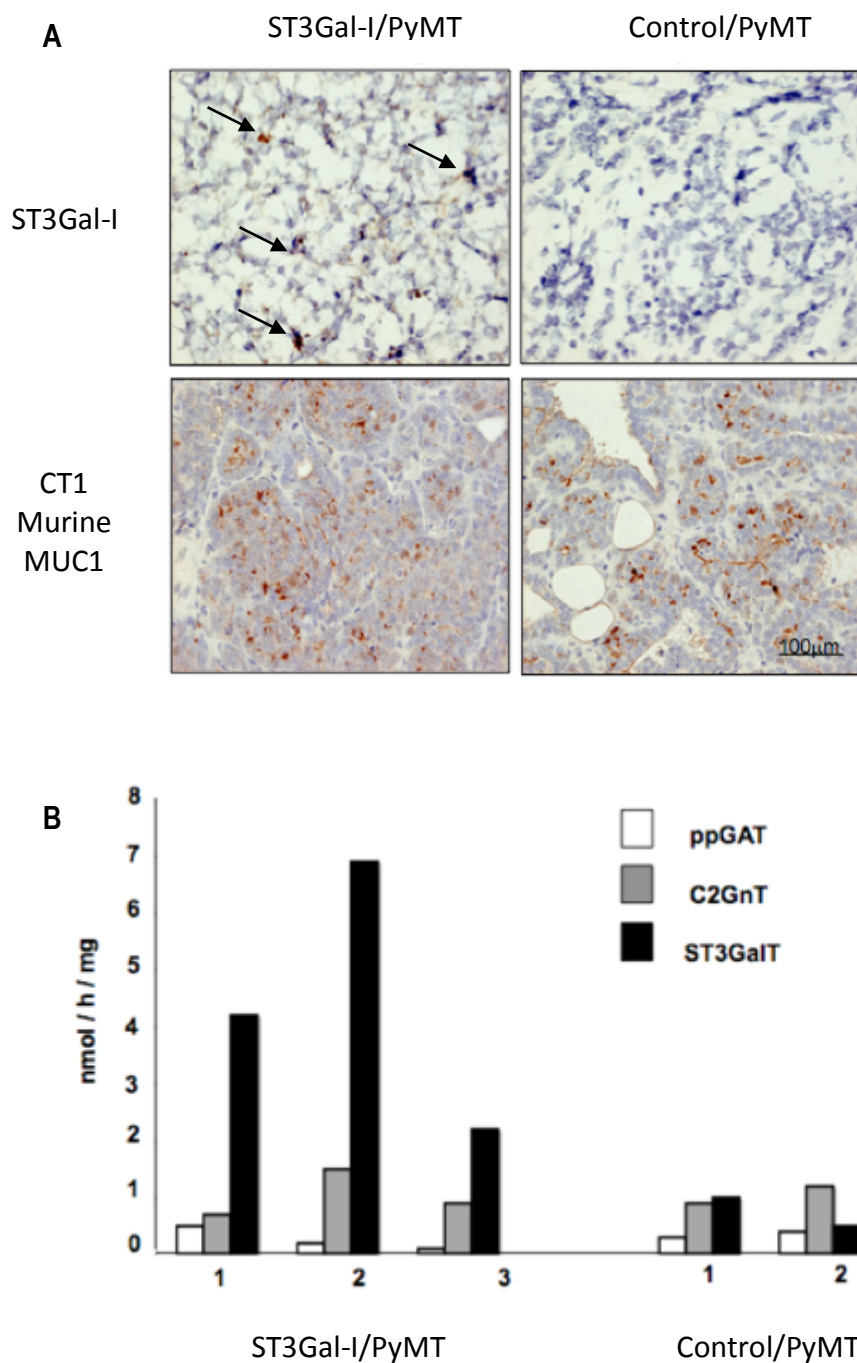 A
ST3Gal-I/PyMT
Control/PyMT
ST3Gal-I
CT1
Murine
MUC1
100µm
B
8
7
6
5
4
3
2
1
0
nmol / h / mg
ppGAT
C2GnT
ST3GalT
1
2
3
1
2
ST3Gal-I/PyMT
Control/PyMT